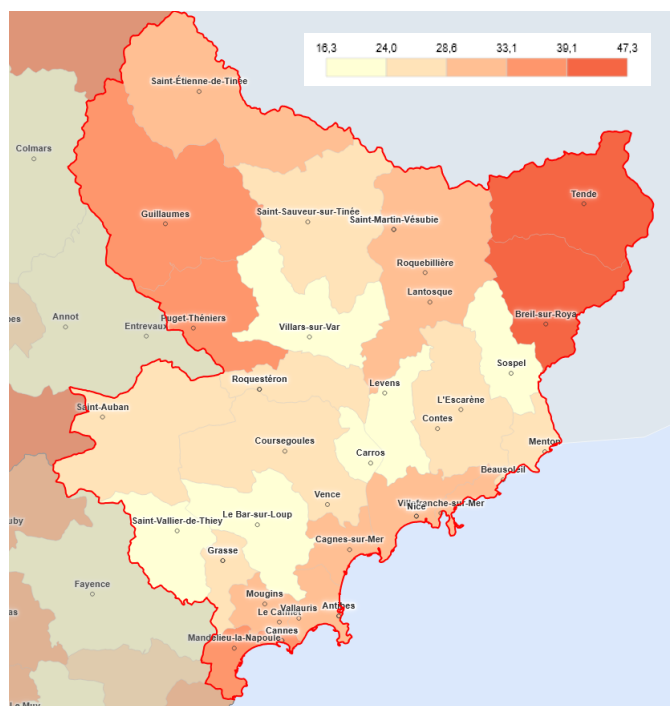 16,3 24,0 28,6 33,1 39,1 47,3
Saint-Étienne-de-Tinée
Colmars
Tende
Guillaumes
Saint-Sauveur-sur-Tinée
Saint-Martin-Vésubie
Roquebillière
Lantosque
Annot
Entrevaux
Puget-Théniers
Breil-sur-Roya
Villars-sur-Var
Sospel
Roquestéron
Levens
Saint-Auban
L'Escarène
Contes
Coursegoules
Menton
Carros
Beausoleil
Vence
Villefranche-sur-Mer
Nice
Le Bar-sur-Loup
Saint-Vallier-de-Thiey
Cagnes-sur-Mer
Grasse
Fayence
Mougins
Vallauris
Antibes
Le Cannet
Cannes
Mandelieu-la-Napoule
Le Muy